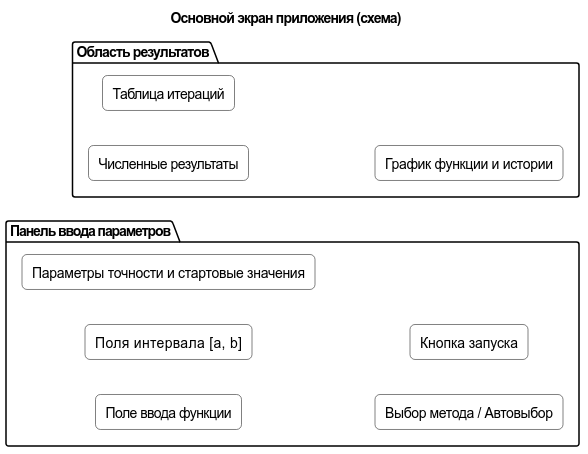 Основной экран приложения (схема)
Область результатов
Таблица итераций
Численные результаты
График функции и истории
Панель ввода параметров
Параметры точности и стартовые значения
Поля интервала [a, b]
Кнопка запуска
Поле ввода функции
Выбор метода / Автовыбор